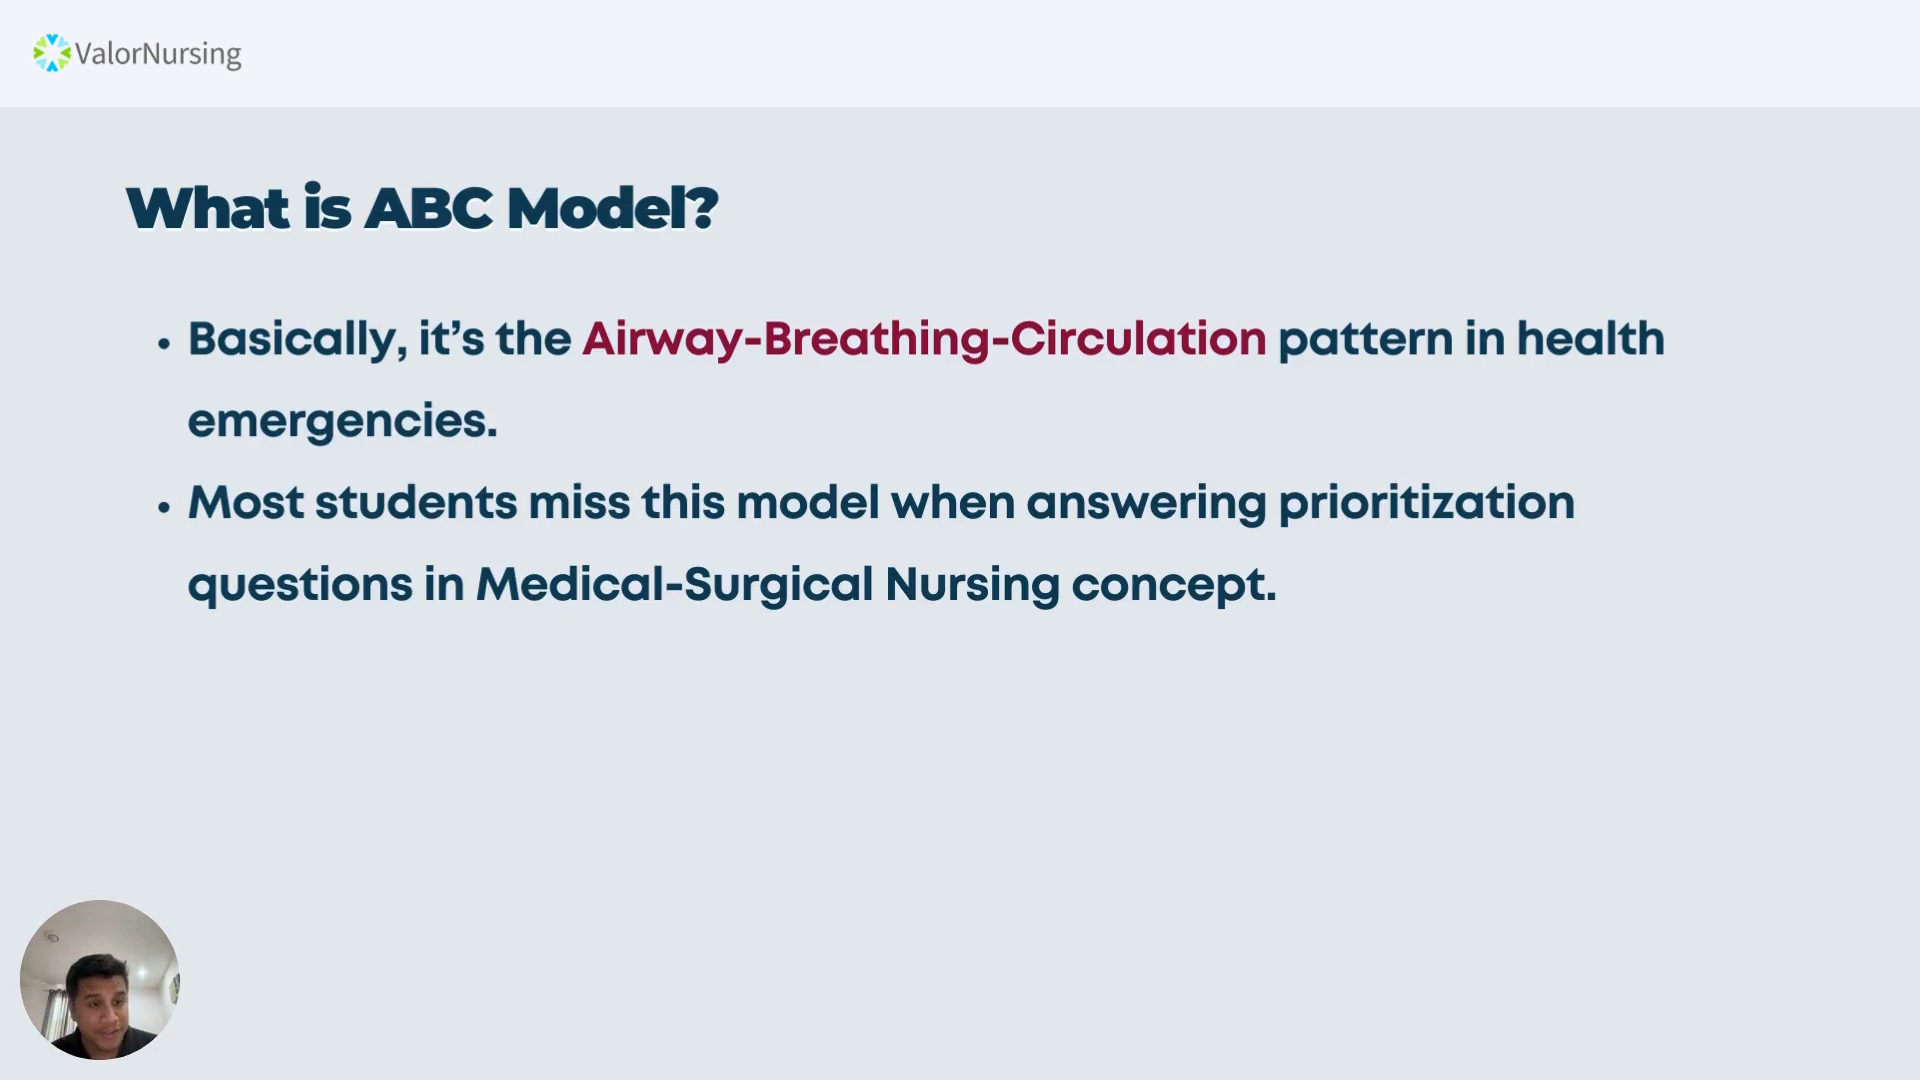 ValorNursing
What is ABC Model?
• Basically, it’s the Airway-Breathing-Circulation pattern in health
emergencies.
• Most students miss this model when answering prioritization
questions in Medical-Surgical Nursing concept.